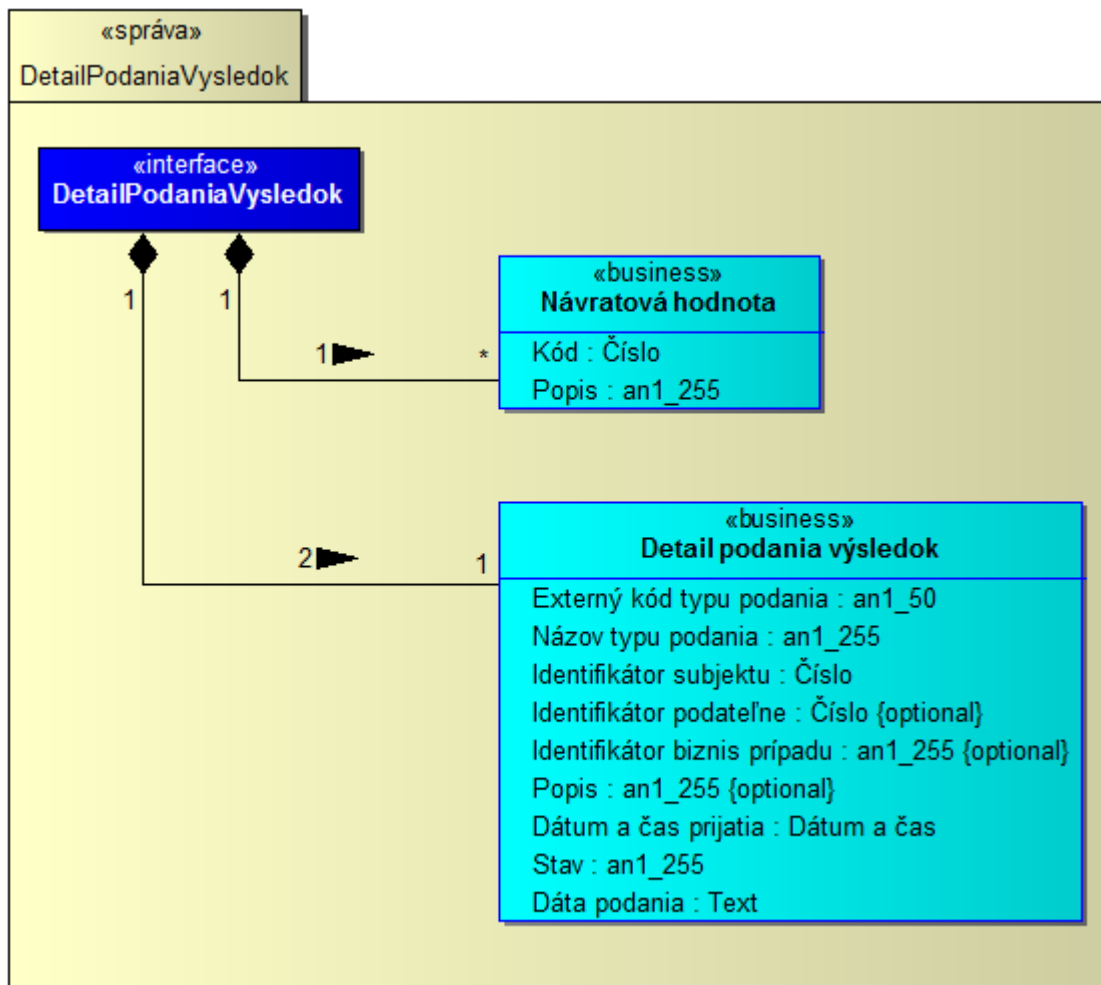 «správa»
DetailPodaniaVysledok
«interface»
DetailPodaniaVysledok
1
1
«business»
Návratová hodnota
1
*
Kód : Číslo
Popis : an1_255
2
1
«business»
Detail podania výsledok
Externý kód typu podania : an1_50
Názov typu podania : an1_255
Identifikátor subjektu : Číslo
Identifikátor podateľne : Číslo {optional}
Identifikátor biznis prípadu : an1_255 {optional}
Popis : an1_255 {optional}
Dátum a čas prijatia : Dátum a čas
Stav : an1_255
Dáta podania : Text